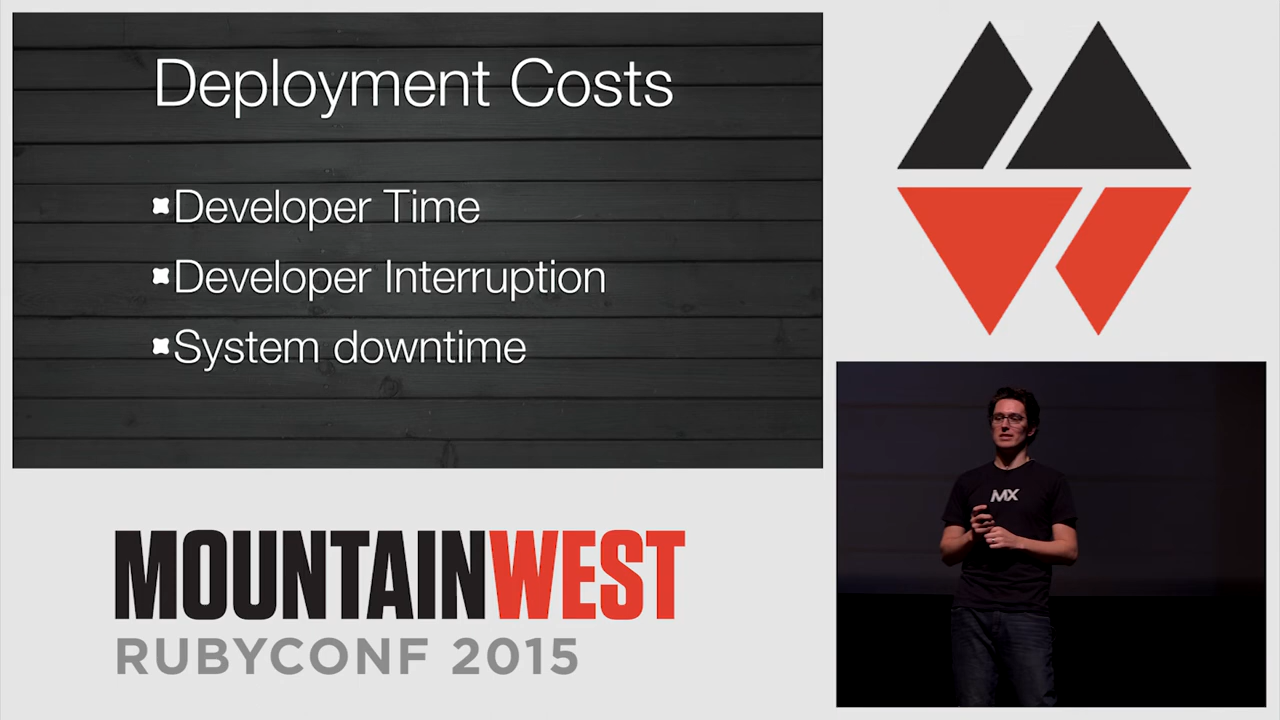 Deployment Costs
Developer Time
Developer Interruption
System downtime
MX
MOUNTAINWEST
RUBYCONF 2015